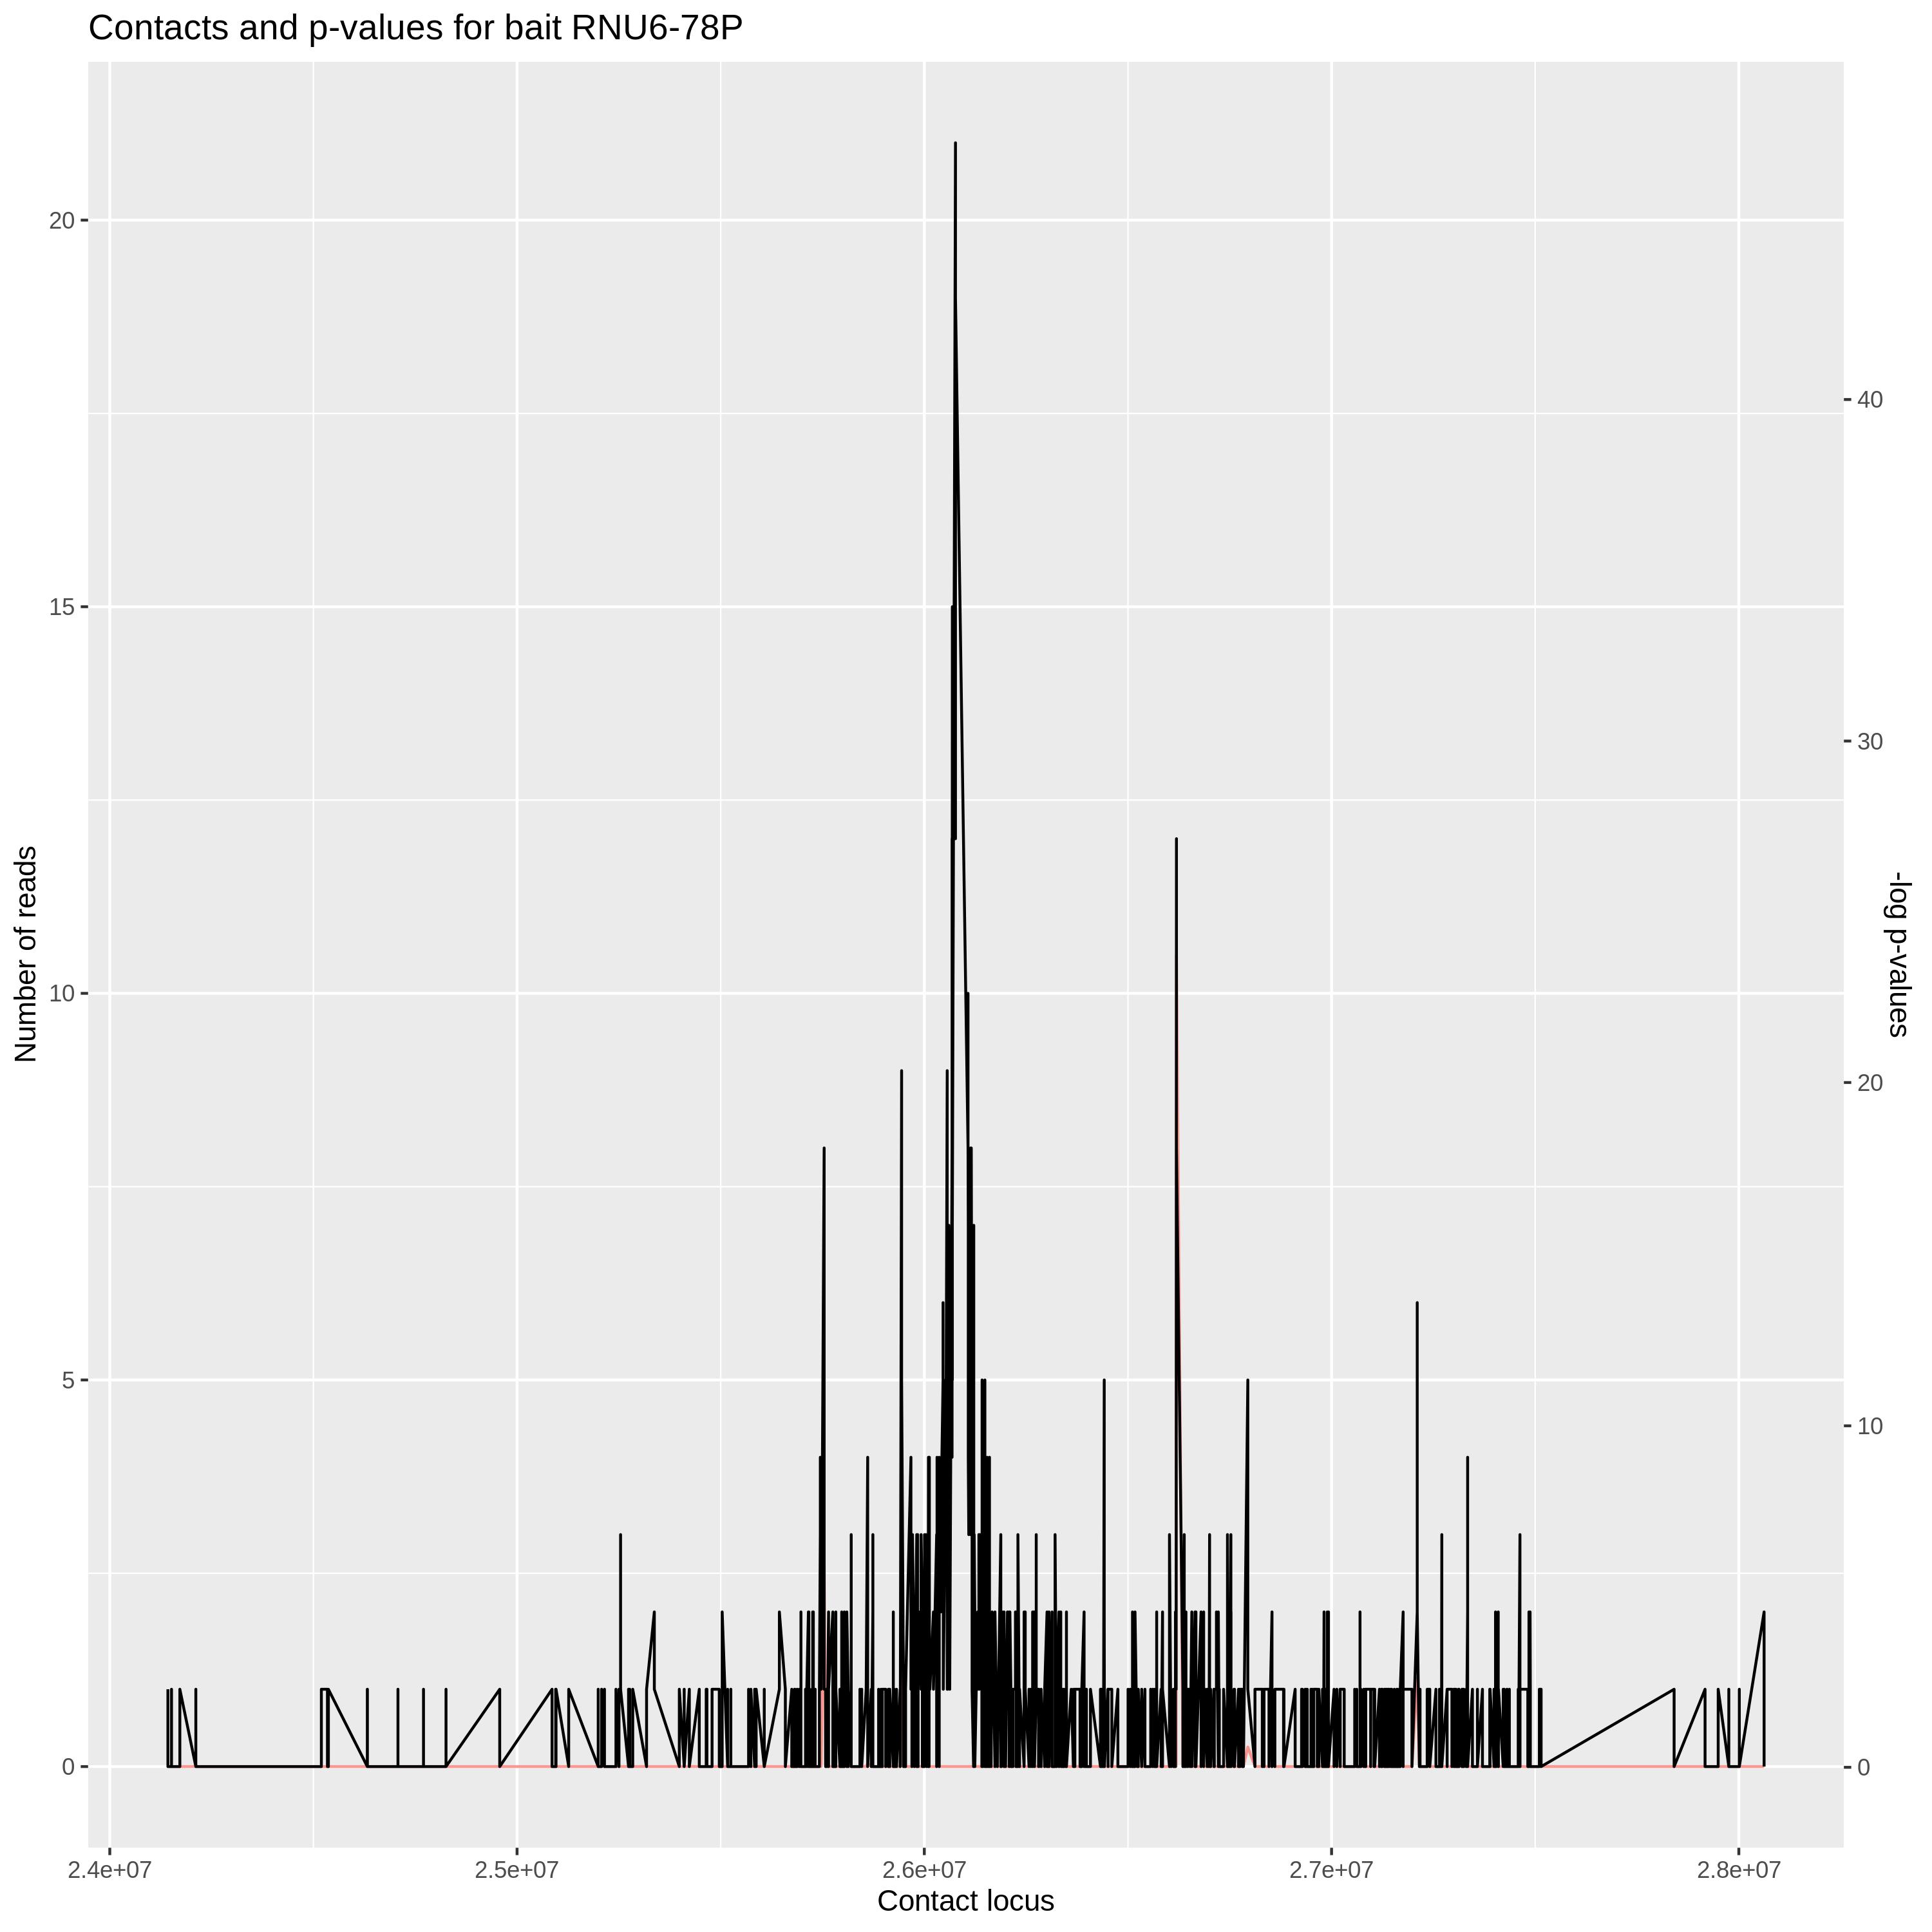 Contacts and p-values for bait RNU6-78P
20
15
10
5
0
Number of reads
40
30
20
10
0
-log p-values
2.4e+07 2.5e+07 2.6e+07 2.7e+07 2.8e+07
Contact locus